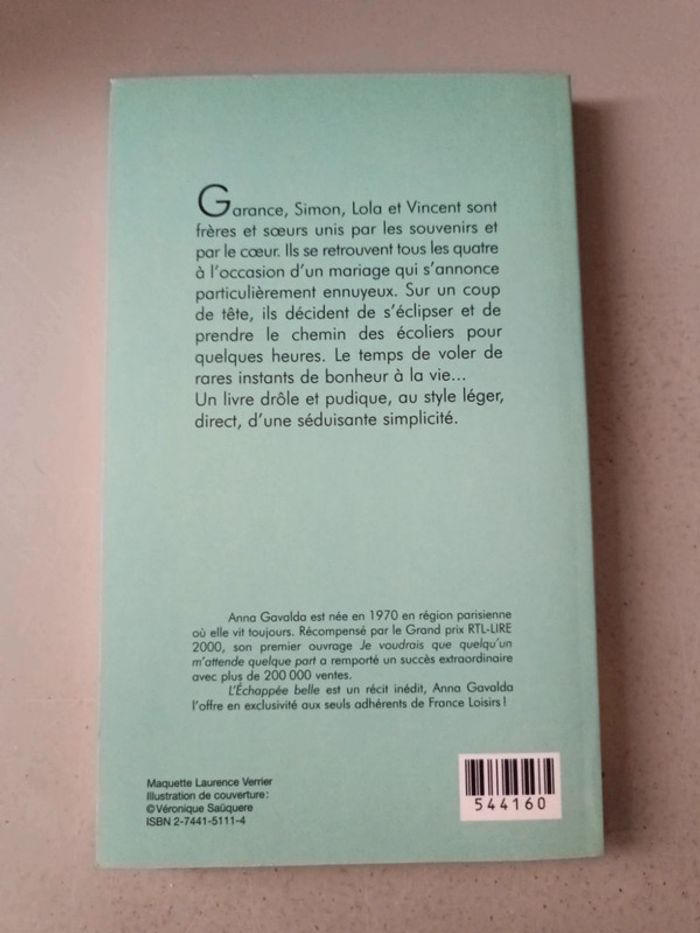 Garance, Simon, Lola et Vincent sont
frères et sœurs unis par les souvenirs et
par le cœur. Ils se retrouvent tous les quatre
à l'occasion d'un mariage qui s'annonce
particulièrement ennuyeux. Sur un coup
de tête, ils décident de s'éclipser et de
prendre le chemin des écoliers pour
quelques heures. Le temps de voler de
rares instants de bonheur à la vie...
Un livre drôle et pudique, au style léger,
direct, d'une séduisante simplicité.
Anna Gavalda est née en 1970 en région parisienne
où elle vit toujours. Récompensé par le Grand prix RTL-LIRE
2000, son premier ouvrage Je voudrais que quelqu'un
m'attende quelque part a remporté un succès extraordinaire
avec plus de 200 000 ventes.
L'Échappée belle est un récit inédit, Anna Gavalda
l'offre en exclusivité aux seuls adhérents de France Loisirs !
Maquette Laurence Verrier
Illustration de couverture :
© Véronique Saüquere
ISBN 2-7441-5111-4
544160